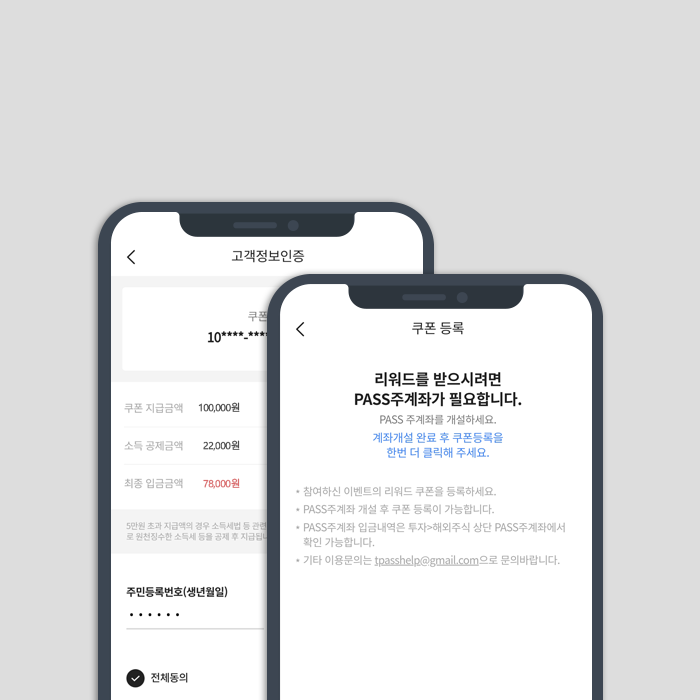 고객정보인증
쿠폰
10****-****
쿠폰 지급금액 100,000원
소득 공제금액 22,000원
최종 입금금액 78,000원
5만원 초과 지급액의 경우 소득세법 등 관련
로 원천징수한 소득세 등을 공제 후 지급됩니
주민등록번호(생년월일)
••••••
전체동의
쿠폰 등록
리워드를 받으시려면
PASS주계좌가 필요합니다.
PASS 주계좌를 개설하세요.
계좌개설 완료 후 쿠폰등록을
한번 더 클릭해 주세요.
• 참여하신 이벤트의 리워드 쿠폰을 등록하세요.
• PASS주계좌 개설 후 쿠폰 등록이 가능합니다.
• PASS주계좌 입금내역은 투자>해외주식 상단 PASS주계좌에서
확인 가능합니다.
• 기타 이용문의는 tpasshelp@gmail.com으로 문의바랍니다.